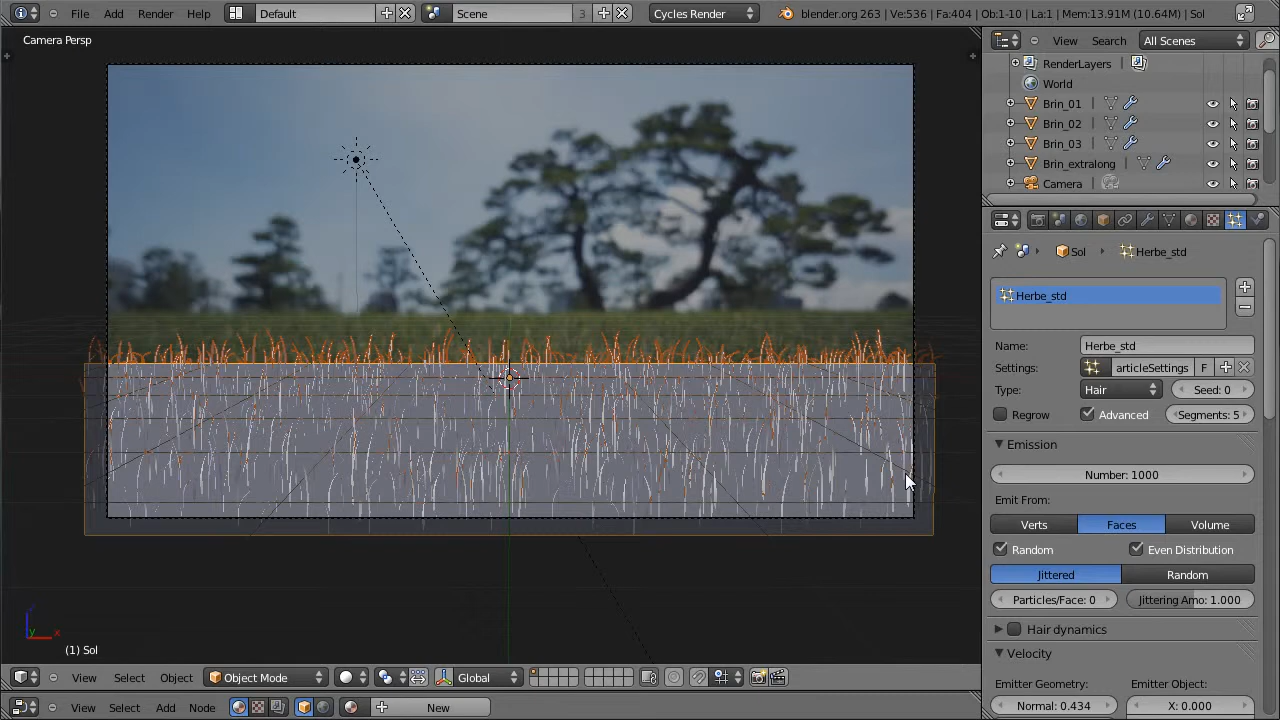 File Add Render Help Default Scene 3 Cycles Render blender.org 263 | Ve:536 | Fa:404 | Ob:1-10 | La:1 | Mem:13.91M (10.64M) | Sol
Camera Persp
View Search All Scenes
RenderLayers |
World
Brin_01 |
Brin_02 |
Brin_03 |
Brin_extralong |
Camera |
Sol Herbe_std
Herbe_std
Name: Herbe_std
Settings: articleSettings F
Type: Hair Seed: 0
Regrow Advanced Segments: 5
Emission
Number: 1000
Emit From:
Verts Faces Volume
Random Even Distribution
Jittered Random
Particles/Face: 0 Jittering Amo: 1.000
Hair dynamics
Velocity
Emitter Geometry: Emitter Object:
Normal: 0.434 X: 0.000
y x
(1) Sol
View Select Object Object Mode Global
View Select Add Node New